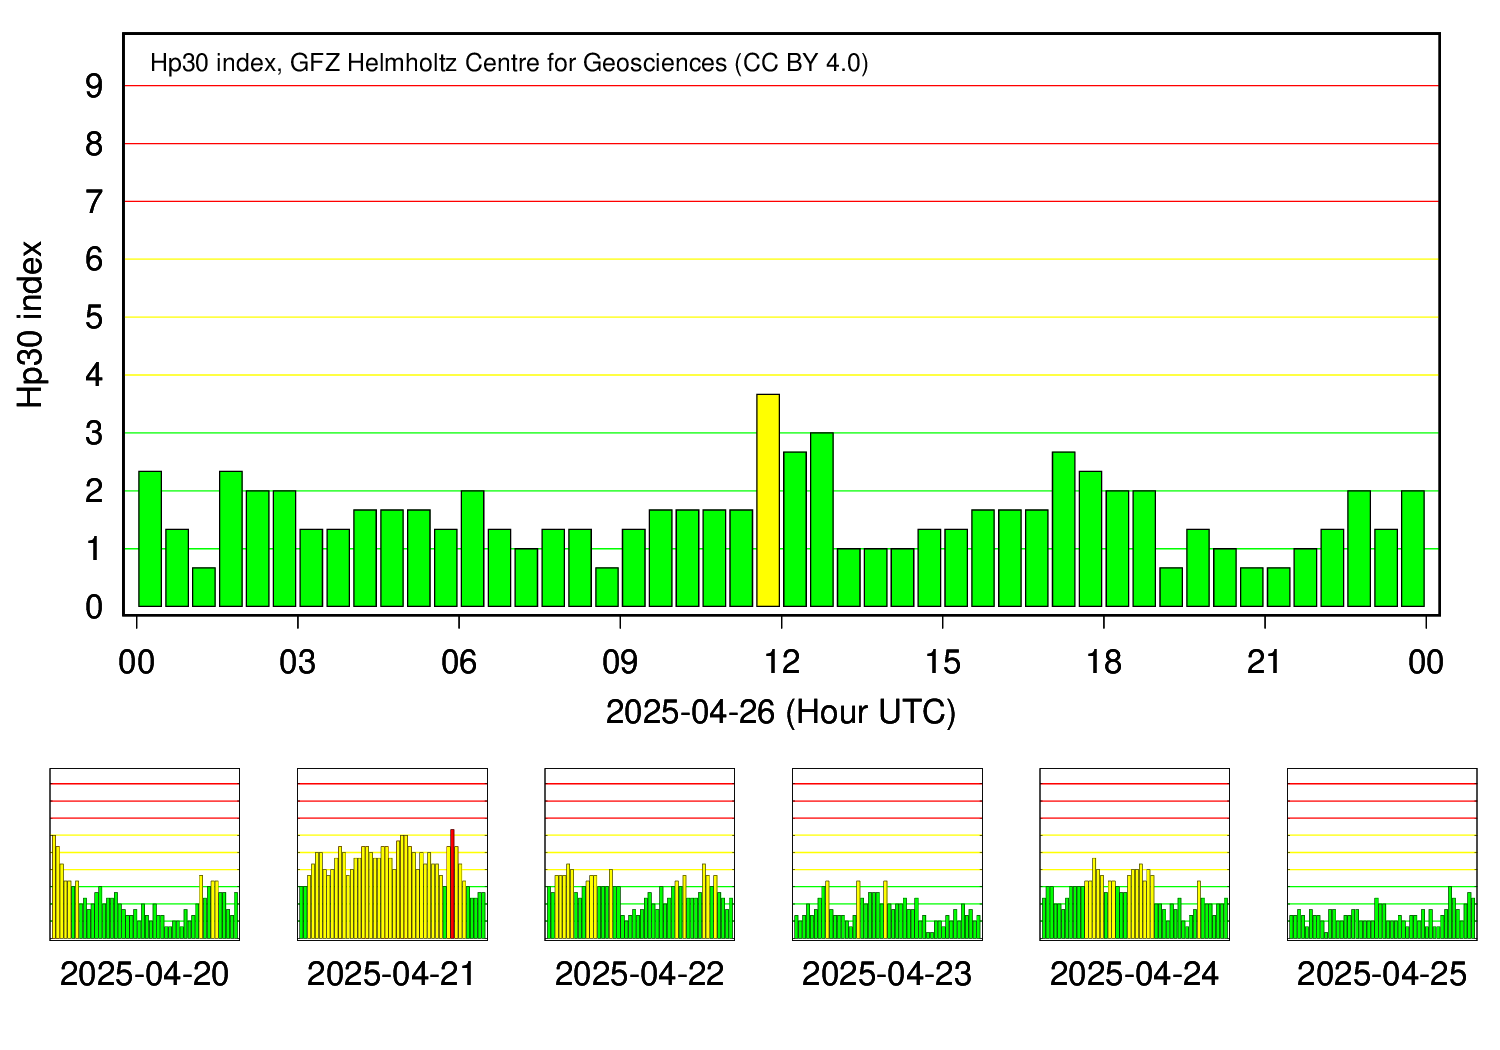 Hp30 index, GFZ Helmholtz Centre for Geosciences (CC BY 4.0)
9
8
7
6
5
4
3
2
1
0
Hp30 index
00 03 06 09 12 15 18 21 00
2025-04-26 (Hour UTC)
2025-04-20 2025-04-21 2025-04-22 2025-04-23 2025-04-24 2025-04-25